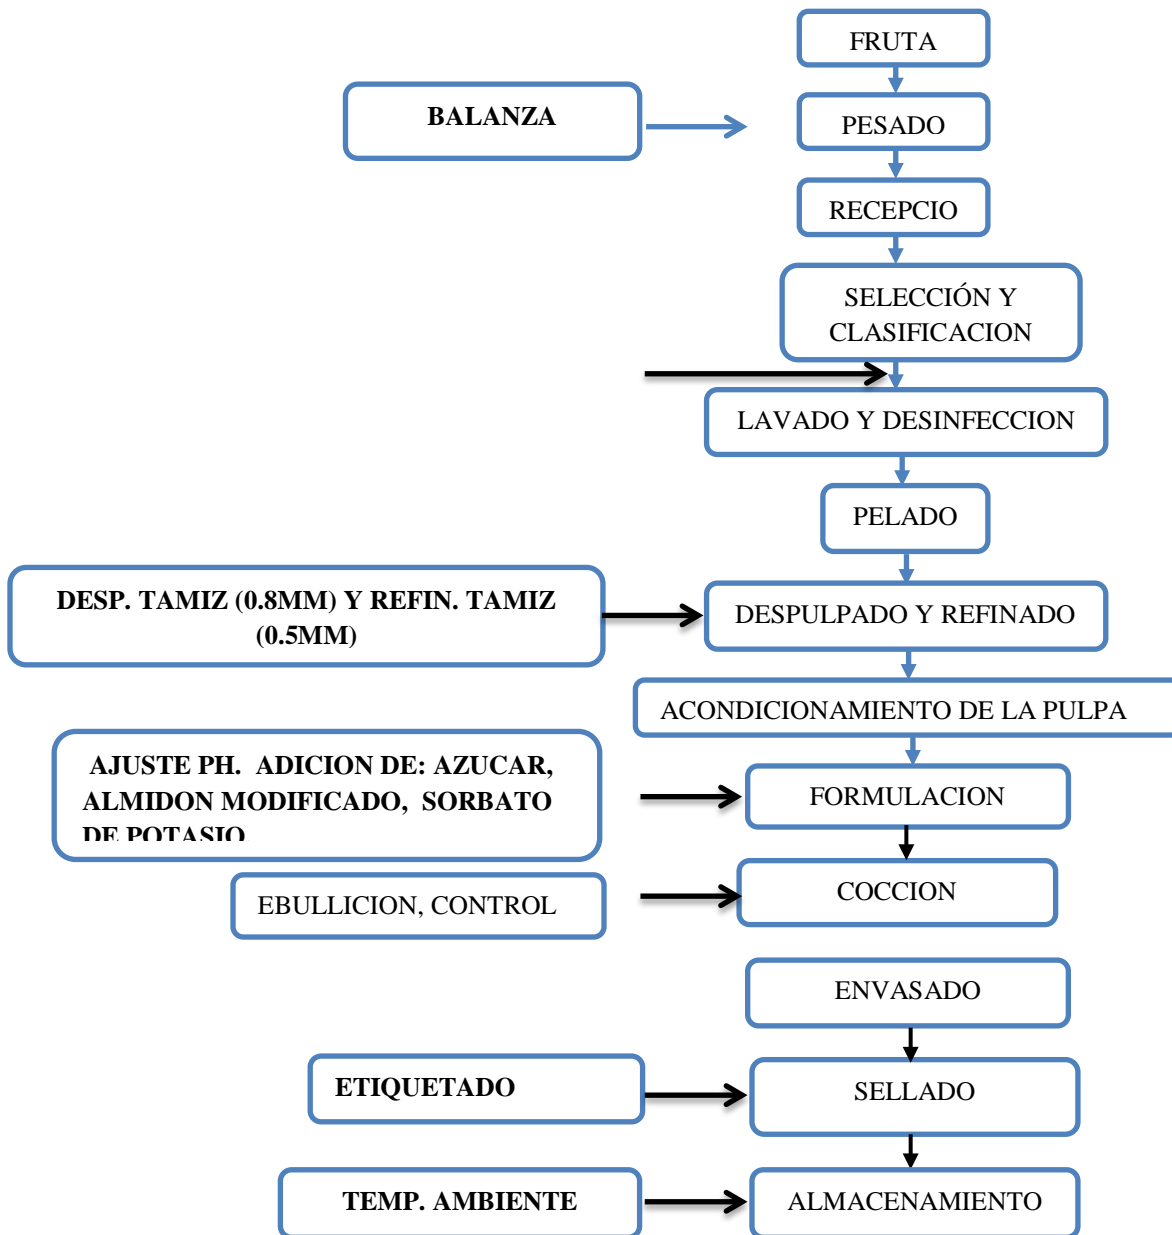 FRUTA
BALANZA
PESADO
RECEPCIO
SELECCIÓN Y
CLASIFICACION
LAVADO Y DESINFECCION
PELADO
DESP. TAMIZ (0.8MM) Y REFIN. TAMIZ
(0.5MM)
DESPULPADO Y REFINADO
ACONDICIONAMIENTO DE LA PULPA
AJUSTE PH. ADICION DE: AZUCAR,
ALMIDON MODIFICADO, SORBATO
DE POTASIO
FORMULACION
EBULLICION, CONTROL
COCCION
ENVASADO
ETIQUETADO
SELLADO
TEMP. AMBIENTE
ALMACENAMIENTO